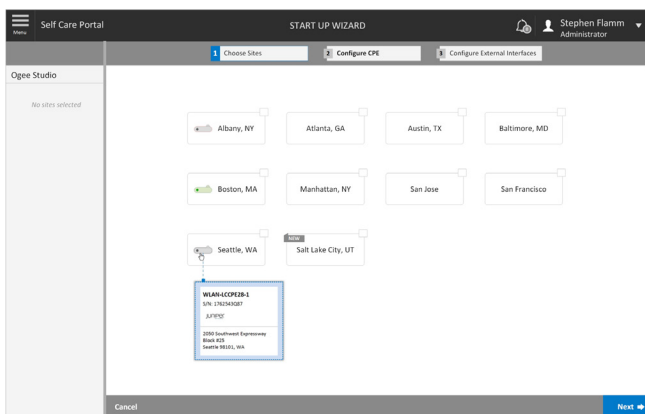 Menu
Self Care Portal
START UP WIZARD
Stephen Flamm
Administrator
1 Choose Sites
2 Configure CPE
3 Configure External Interfaces
Ogee Studio
No sites selected
Albany, NY
Atlanta, GA
Austin, TX
Baltimore, MD
Boston, MA
Manhattan, NY
San Jose
San Francisco
Seattle, WA
NEW
Salt Lake City, UT
WLAN-LCCPE28-1
S/N: 1762543Q87
JUNIPER
2050 Southwest Expressway
Block #25
Seattle 98101, WA
Cancel
Next